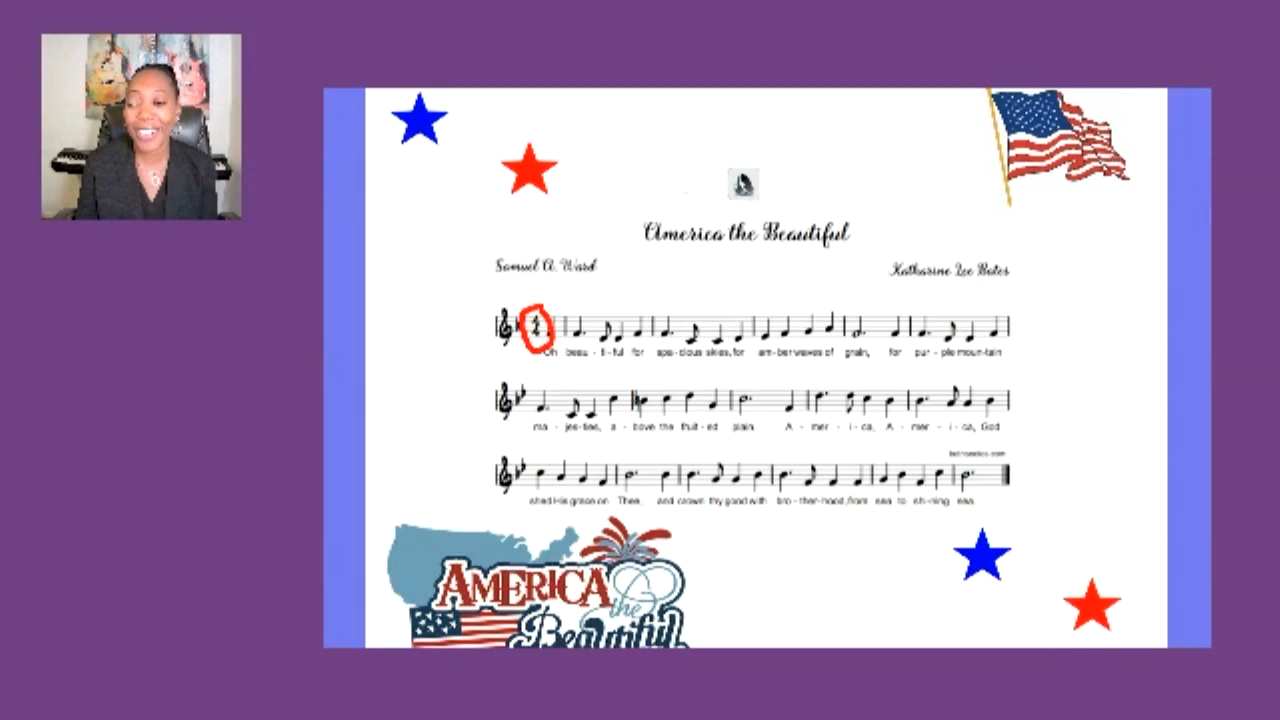 America the Beautiful
Samuel A. Ward
Katharine Lee Bates
4
Oh beau - ti - ful for spa - cious skies, for am - ber waves of grain, for pur - ple moun - tain
ma - jes - ties, a - bove the fruit - ed plain. A - mer - i - ca, A - mer - i - ca, God
shed His grace on Thee, and crown thy good with bro - ther - hood, from sea to shi - ning sea.
AMERICA
the
Beautiful